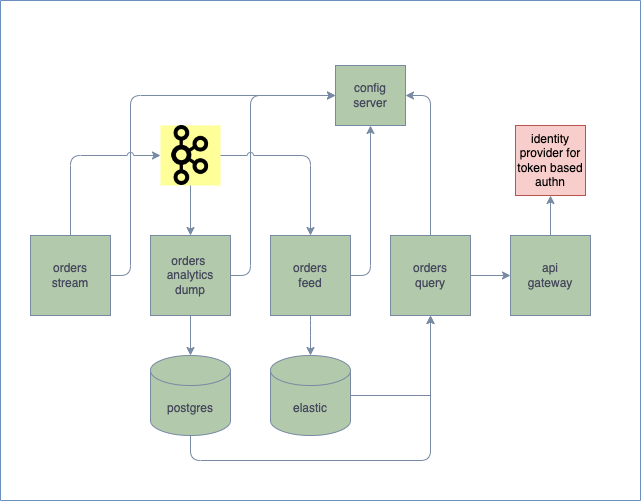 config
server
identity
provider for
token based
authn
orders
stream
orders
analytics
dump
orders
feed
orders
query
api
gateway
postgres
elastic